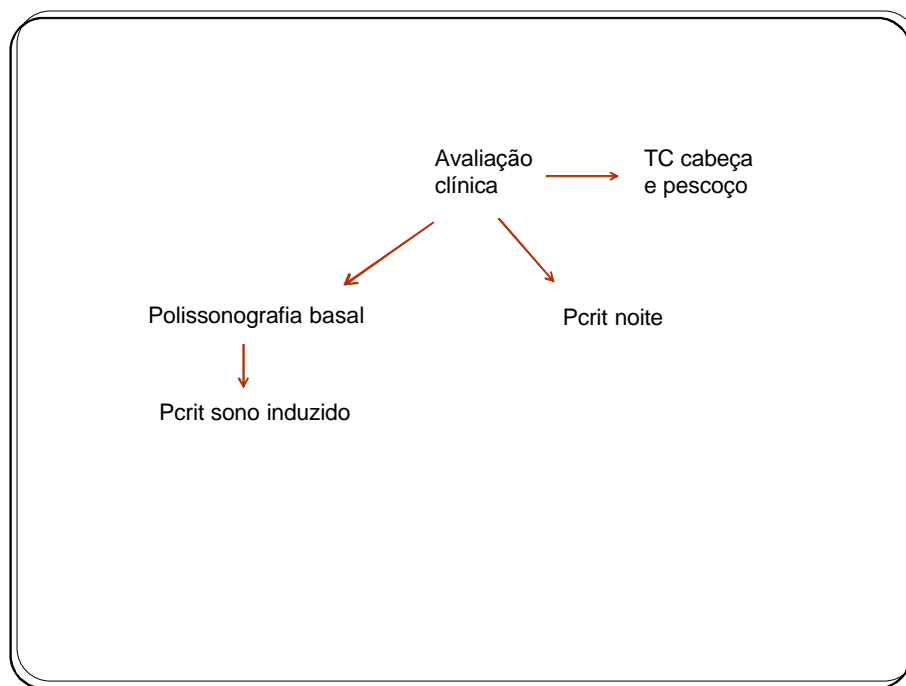 Avaliação
clínica
TC cabeça
e pescoço
Polissonografia basal
Pcrit noite
Pcrit sono induzido